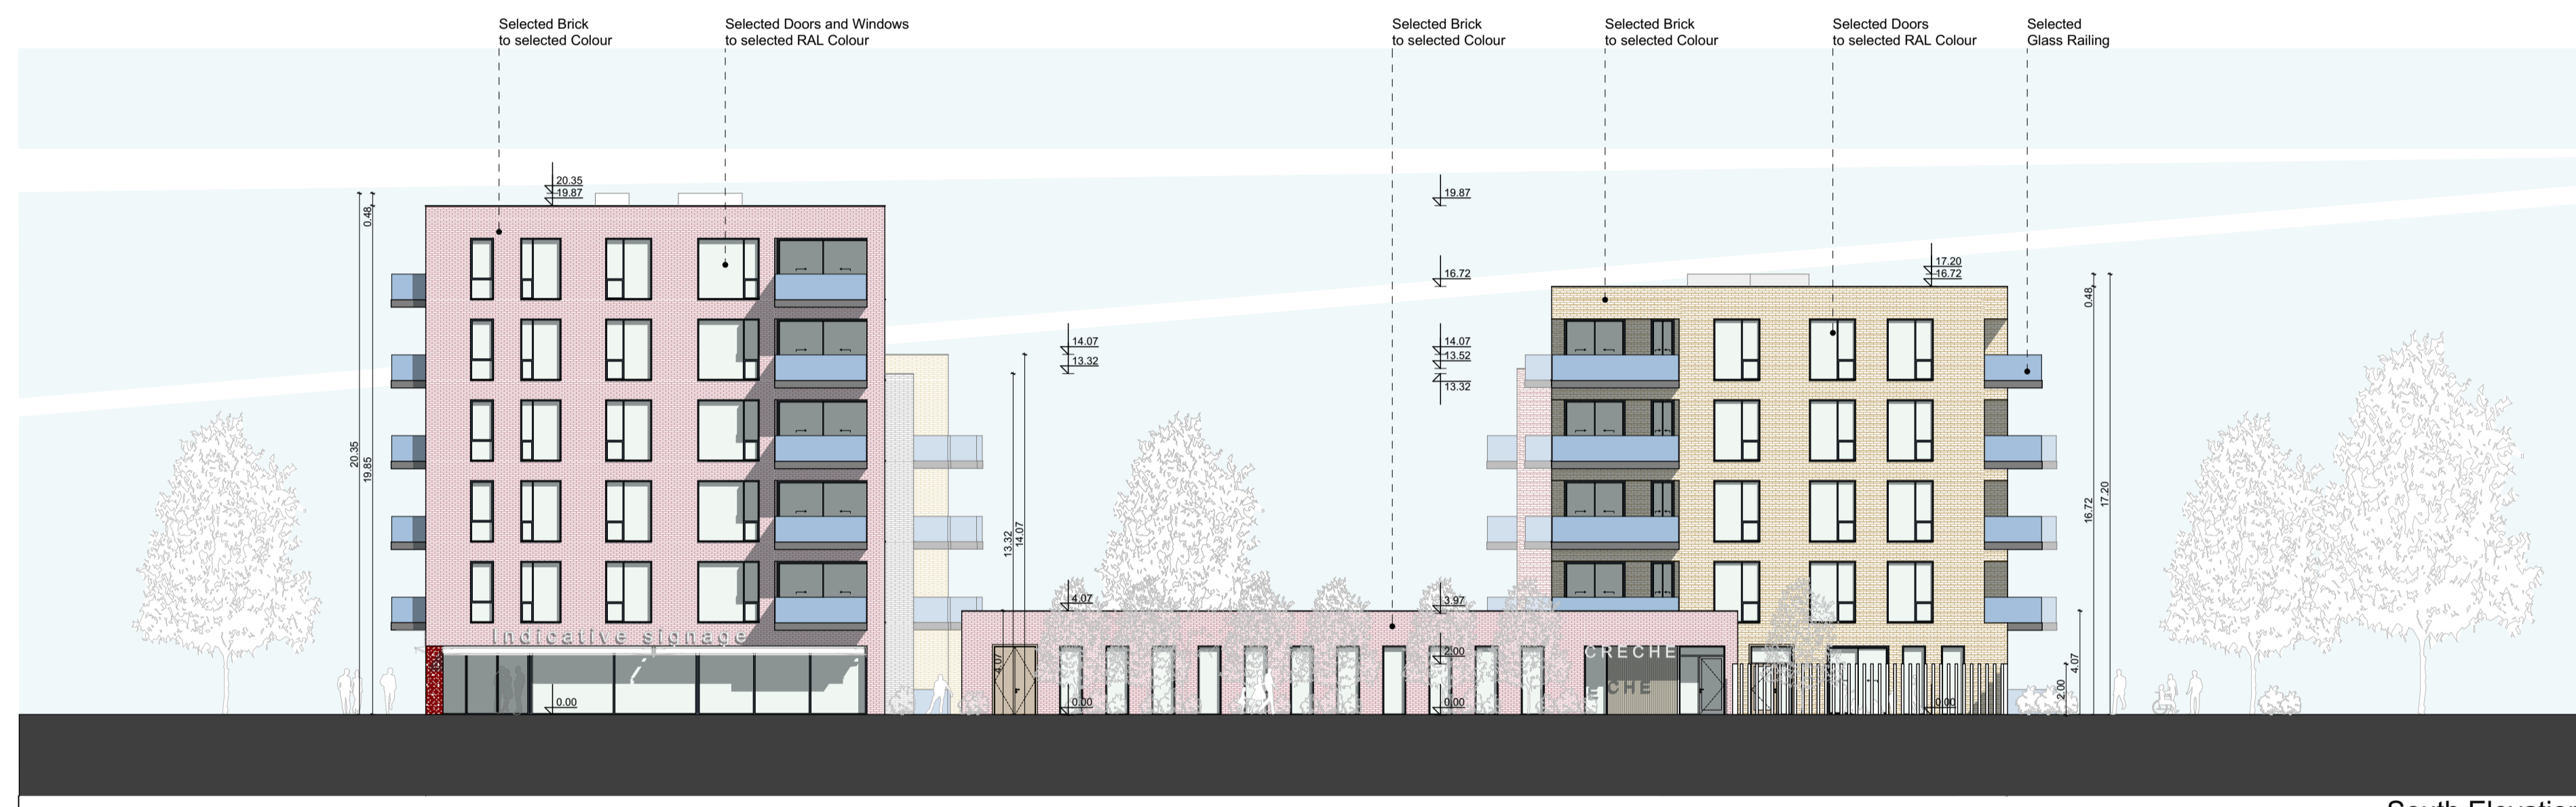 Selected Brick
to selected Colour
Selected Doors and Windows
to selected RAL Colour
Selected Brick
to selected Colour
Selected Brick
to selected Colour
Selected Doors
to selected RAL Colour
Selected
Glass Railing
20.35
19.87
0.48
20.35
19.85
19.87
16.72
14.07
13.32
14.07
13.52
13.32
17.20
16.72
0.48
13.32
14.07
16.72
17.20
4.07
3.97
Indicative signage
4.07
2.00
CRECHE
CHE
4.07
2.00
0.00
0.00
0.00
0.00
South Elevation